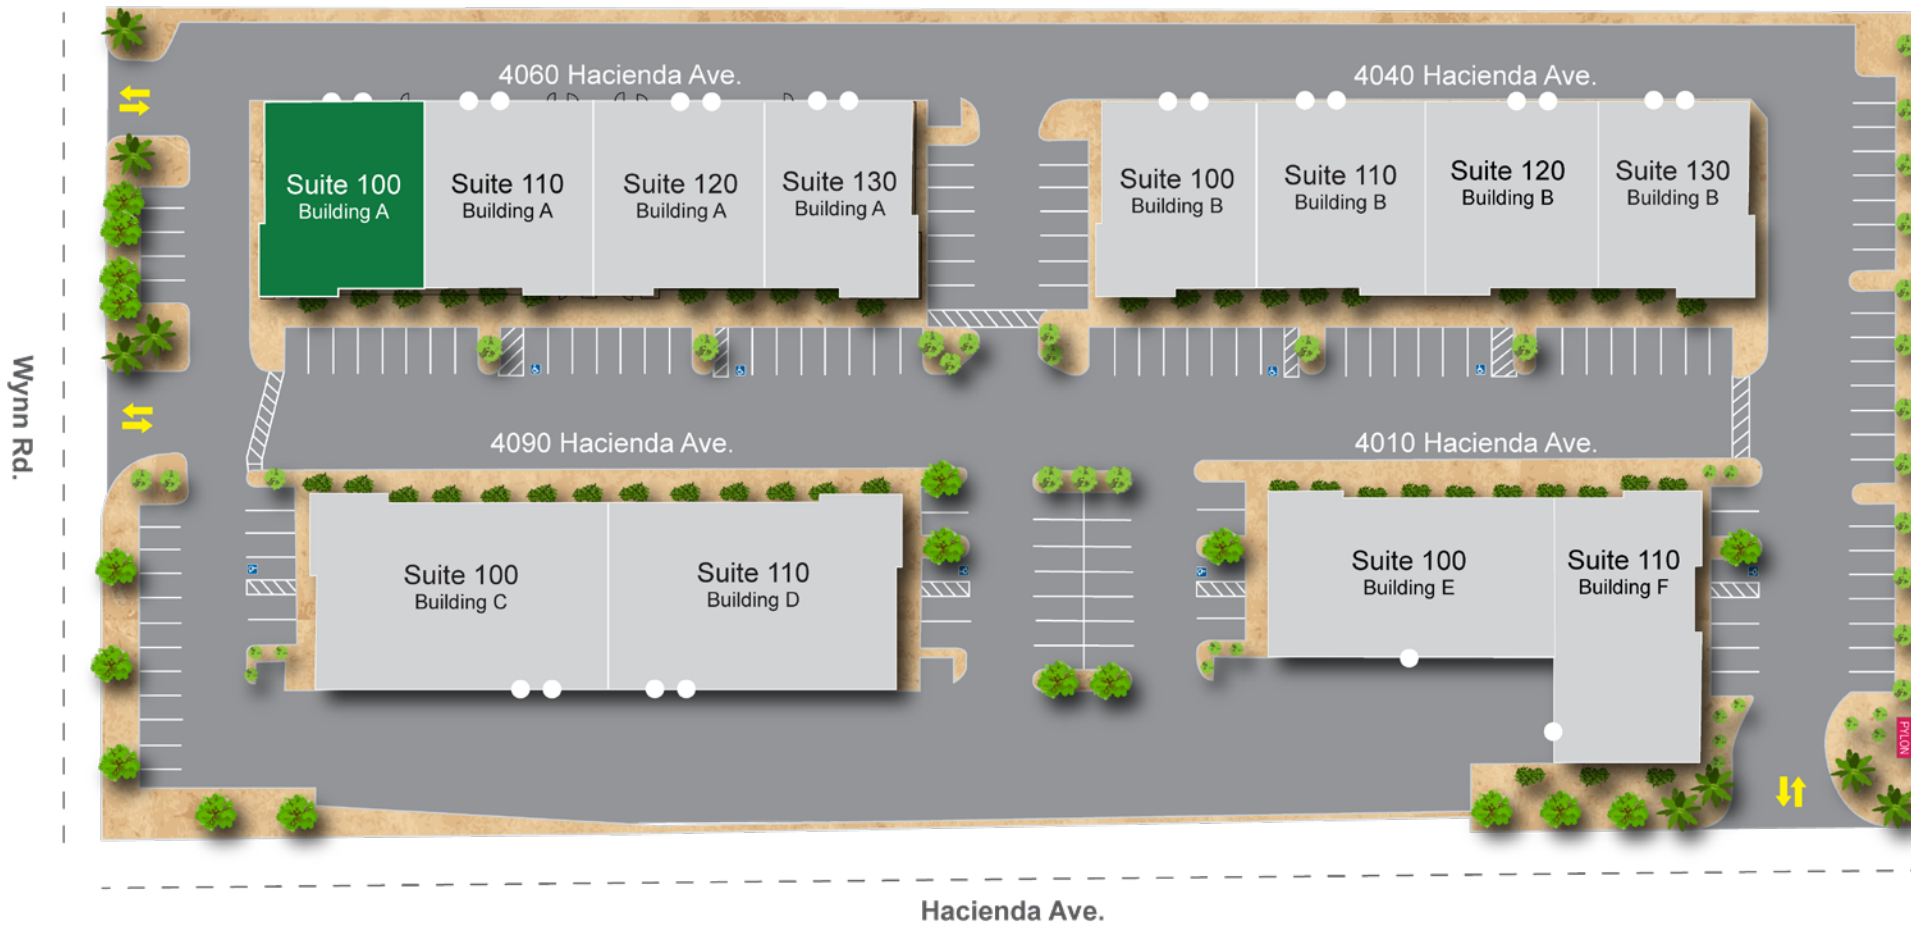 4060 Hacienda Ave.
4040 Hacienda Ave.
Suite 100
Building A
Suite 110
Building A
Suite 120
Building A
Suite 130
Building A
Suite 100
Building B
Suite 110
Building B
Suite 120
Building B
Suite 130
Building B
Wynn Rd.
4090 Hacienda Ave.
4010 Hacienda Ave.
Suite 100
Building C
Suite 110
Building D
Suite 100
Building E
Suite 110
Building F
PYLON
Hacienda Ave.